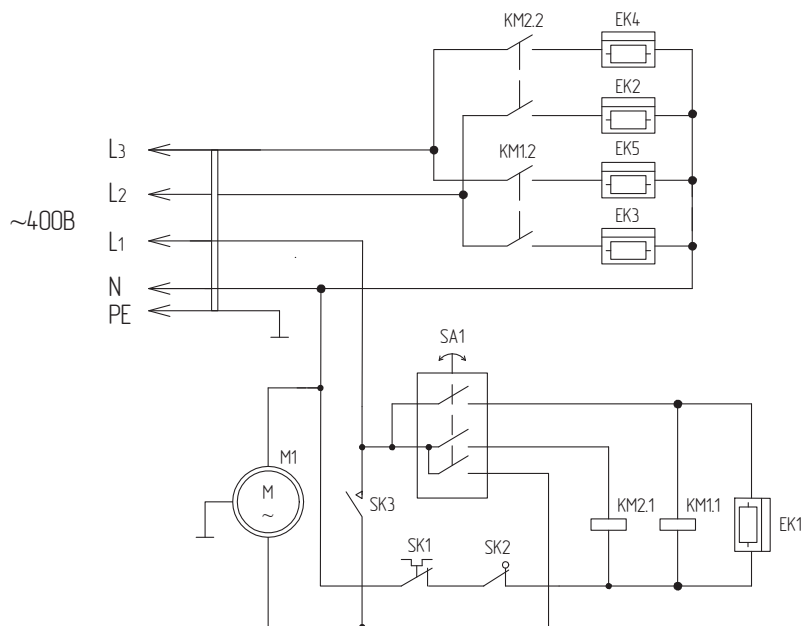 KM2.2
EK4
EK2
L3
KM1.2
EK5
L2
~400В
EK3
L1
N
PE
SA1
M1
M
~
SK3
KM2.1
KM1.1
EK1
SK1
SK2